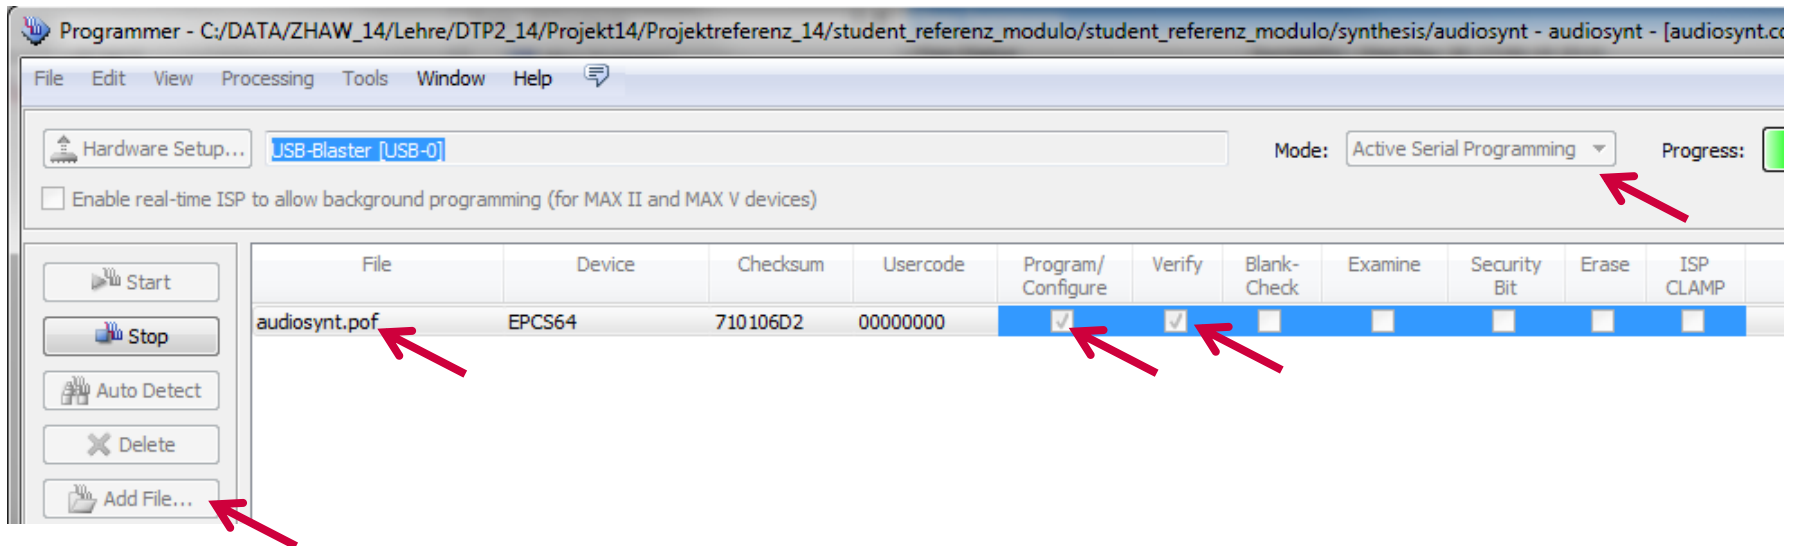 Programmer - C:/DATA/ZHAW_14/Lehre/DTP2_14/Projekt14/Projektreferenz_14/student_referenz_modulo/student_referenz_modulo/synthesis/audiosynt - audiosynt - [audiosynt.co
File Edit View Processing Tools Window Help
Hardware Setup... USB-Blaster [USB-0] Mode: Active Serial Programming Progress:
Enable real-time ISP to allow background programming (for MAX II and MAX V devices)
Start
Stop
Auto Detect
Delete
Add File...
File Device Checksum Usercode Program/ Verify Blank- Examine Security Erase ISP
Configure Check Bit CLAMP
audiosynt.pof EPCS64 710106D2 00000000